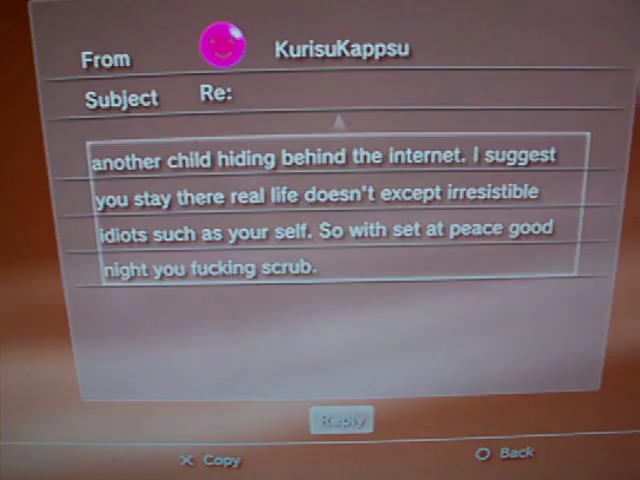 From KurisuKappsu
Subject Re:
another child hiding behind the internet. I suggest
you stay there real life doesn't except irresistible
idiots such as your self. So with set at peace good
night you fucking scrub.
Reply
Copy Back